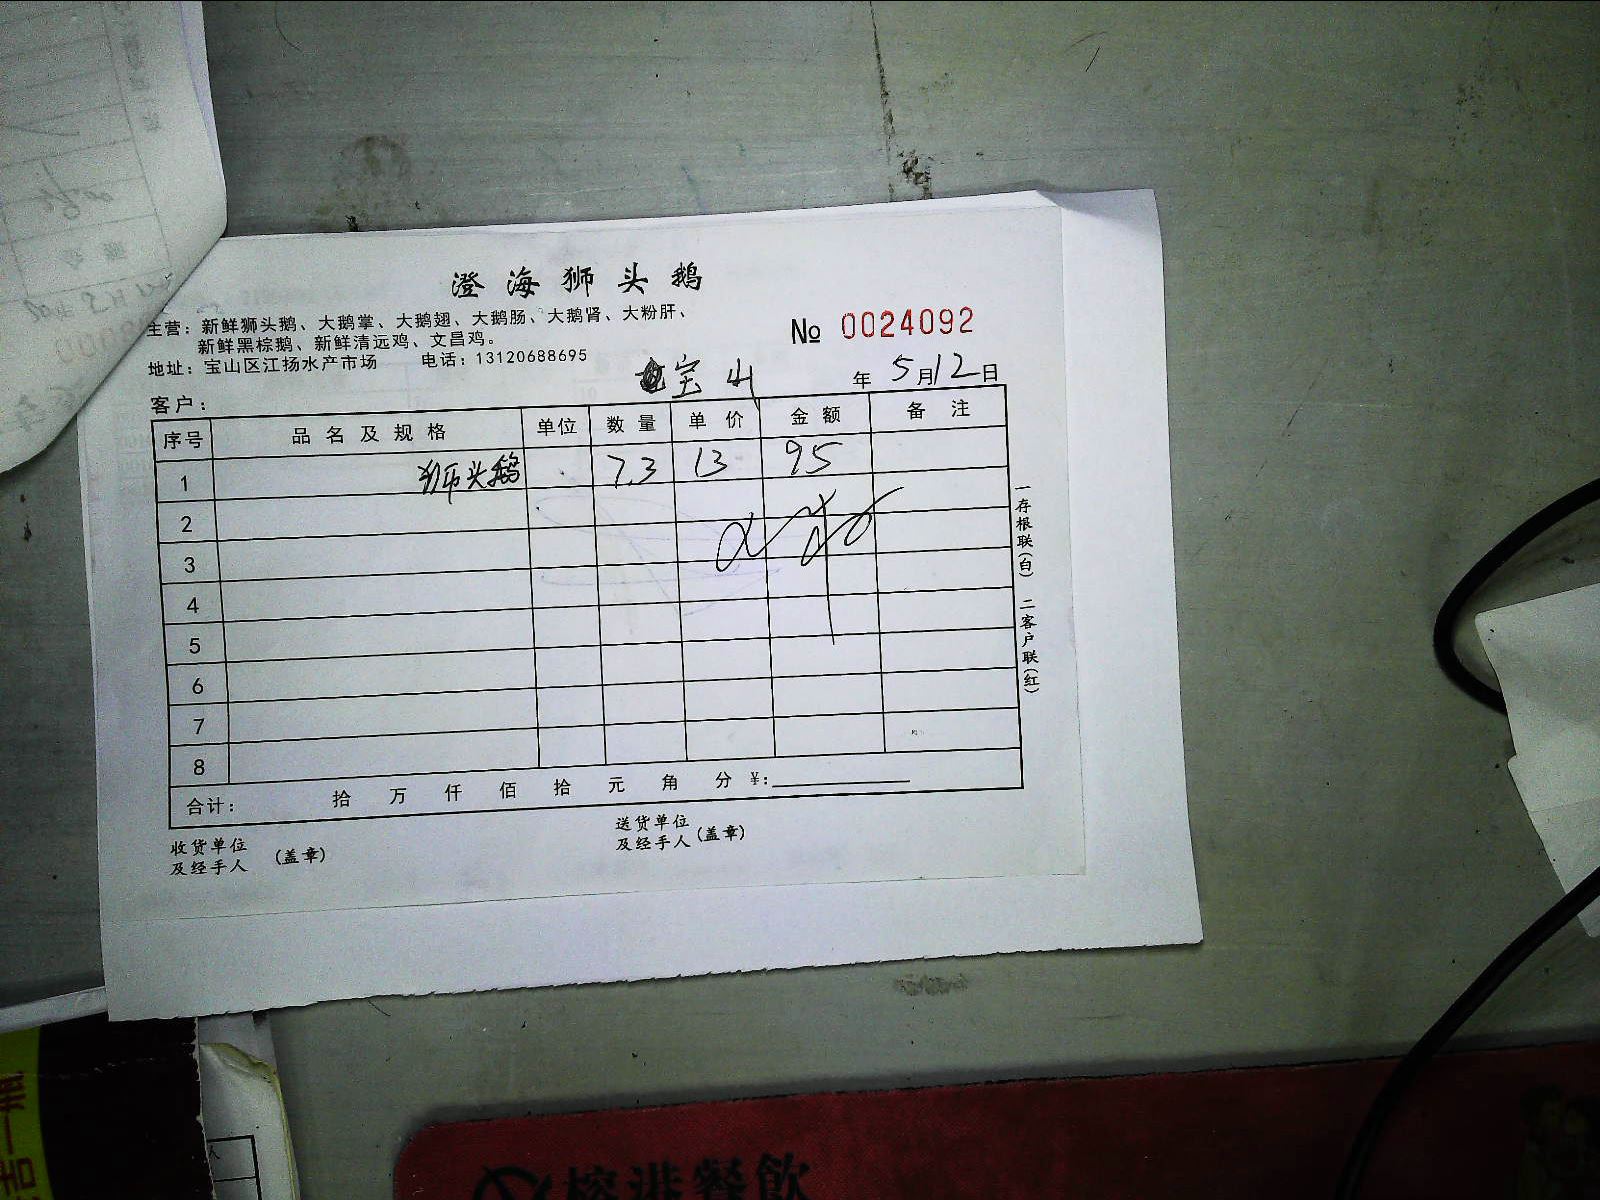 澄海狮头鹅
主营：新鲜狮头鹅、大鹅掌、大鹅翅、大鹅肠、大鹅肾、大粉肝、
新鲜黑棕鹅、新鲜清远鸡、文昌鸡。
№ 0024092
地址：宝山区江扬水产市场 电话：13120688695
客户： 宝山 年 5月12日
序号 品名及规格 单位 数量 单价 金额 备注
1 狮头鹅 7.3 13 95
2
3
4
5
6
7
8
合计： 拾 万 仟 佰 拾 元 角 分 ¥：
收货单位
及经手人 （盖章）
送货单位
及经手人（盖章）
一存根联（白） 二客户联（红）
榕港餐飲